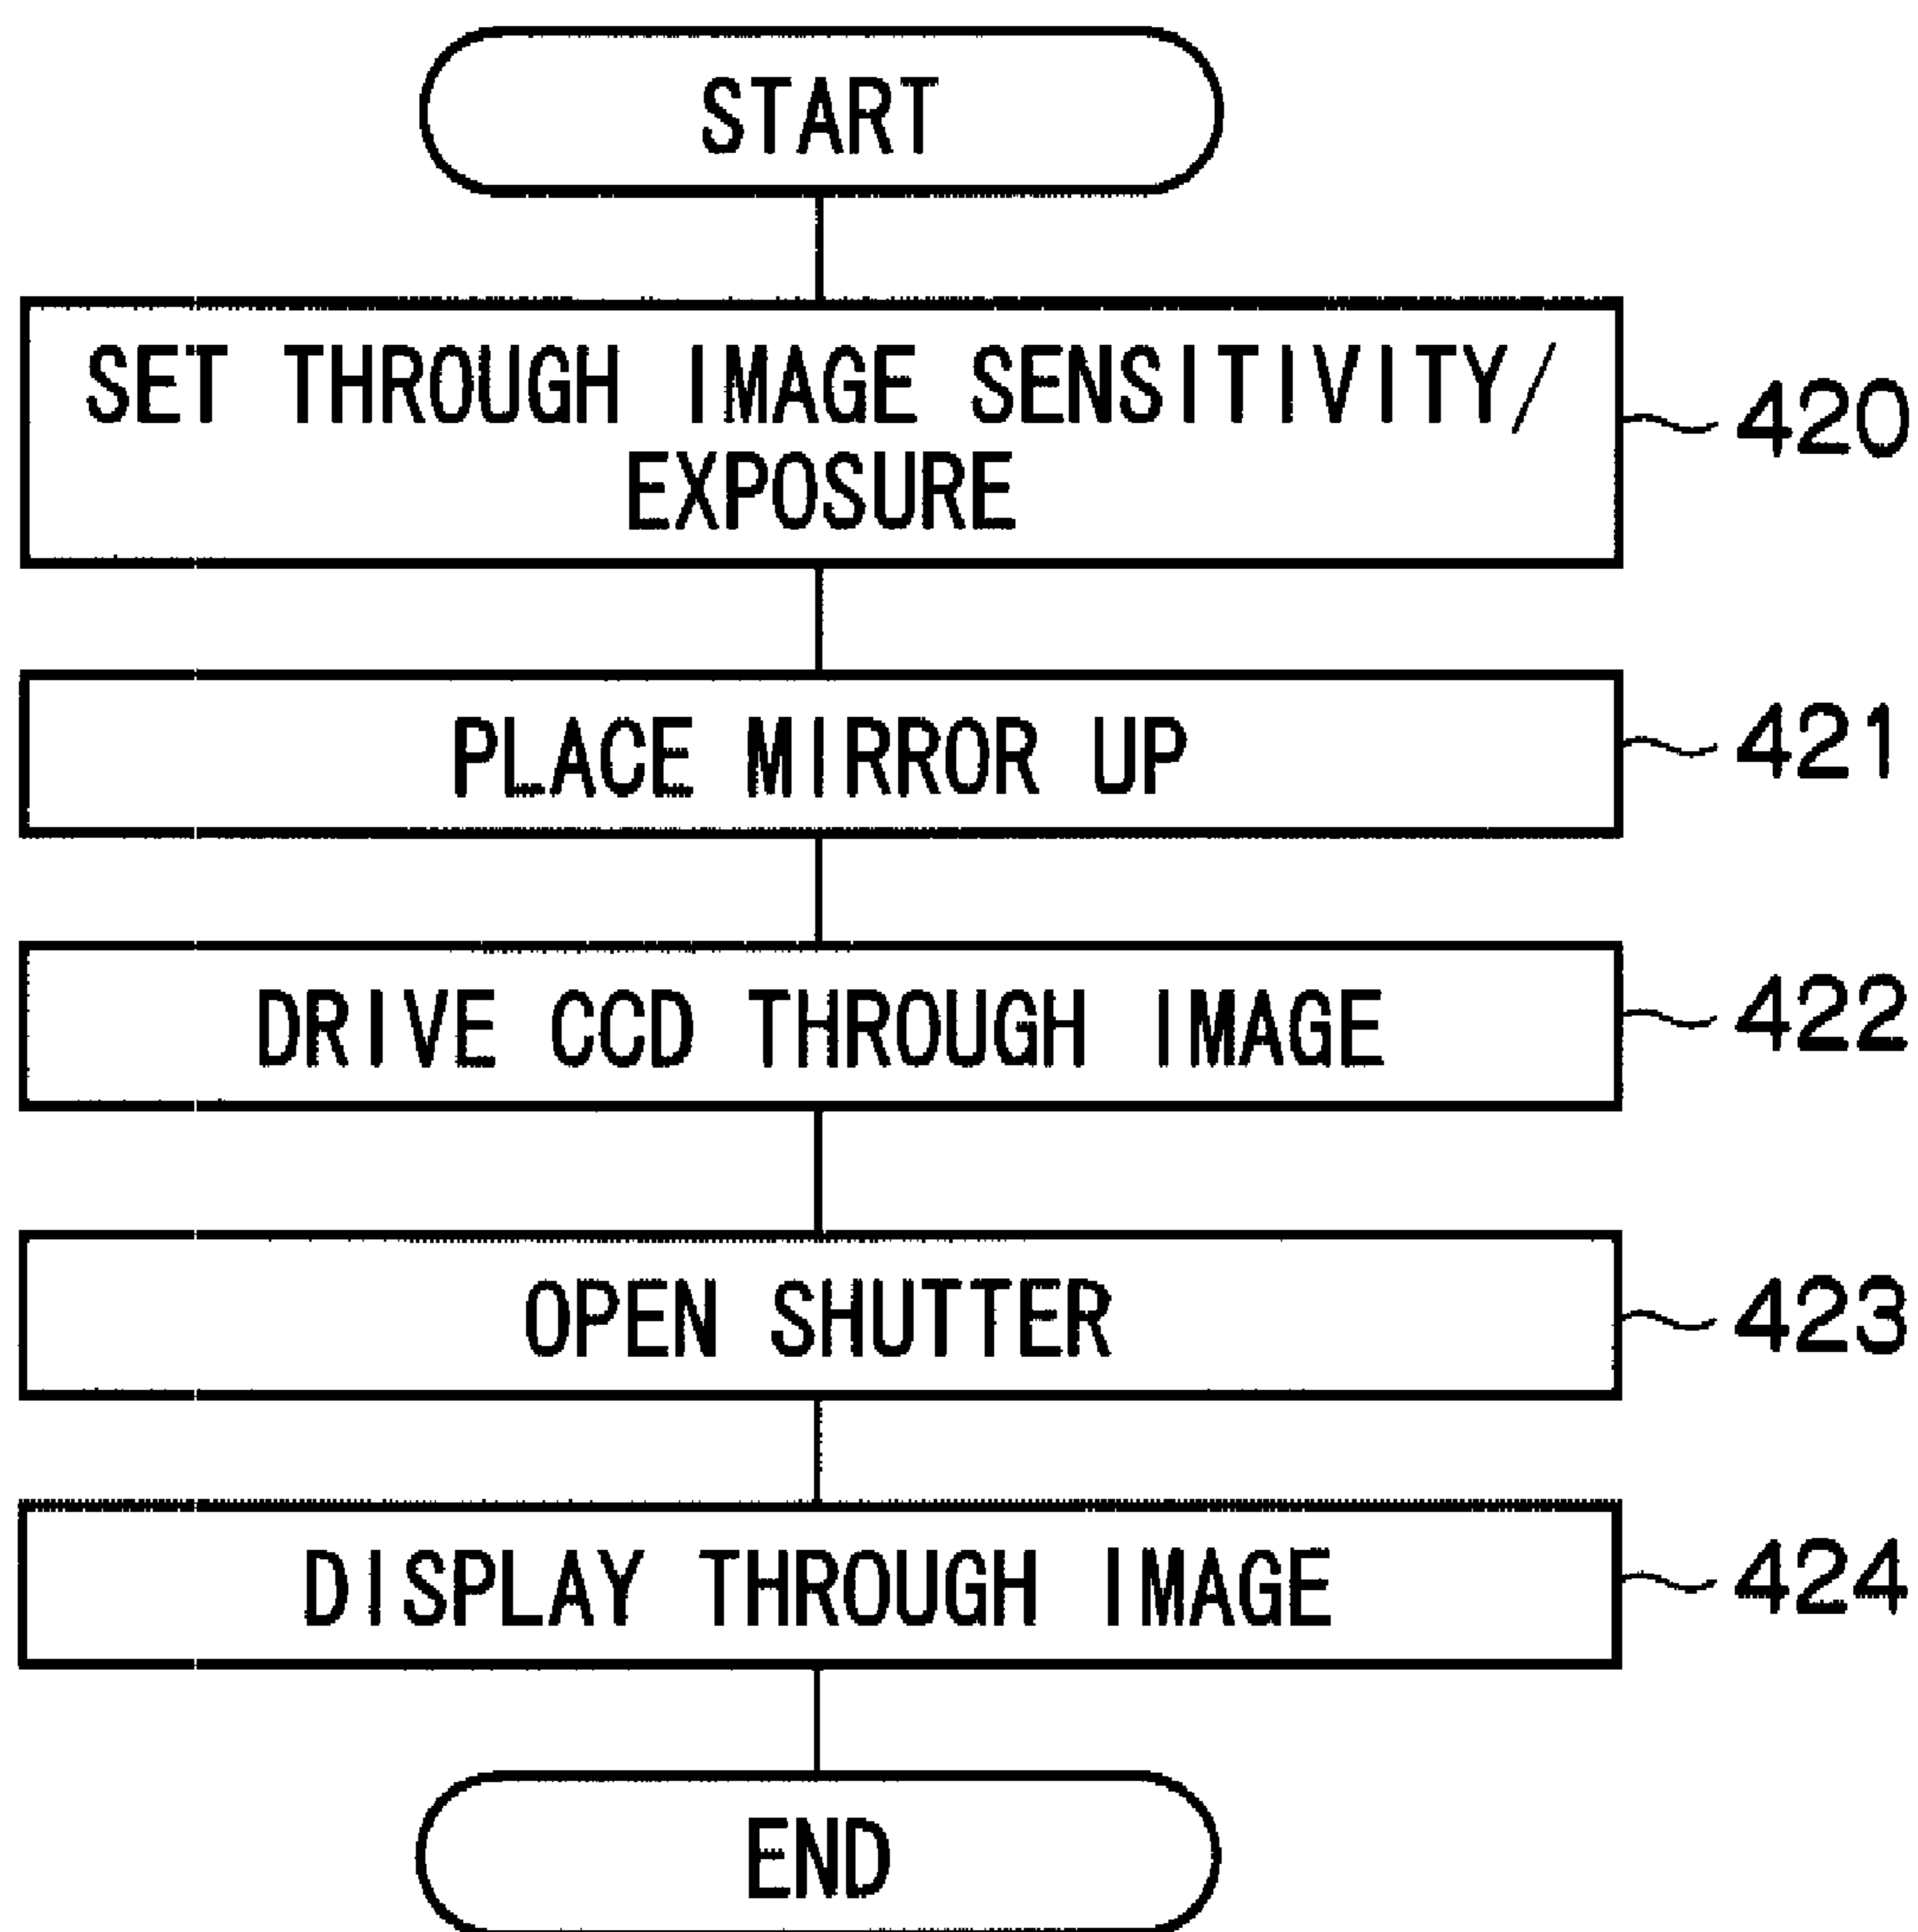 START
SET THROUGH IMAGE SENSITIVITY/
EXPOSURE
420
PLACE MIRROR UP
421
DRIVE CCD THROUGH IMAGE
422
OPEN SHUTTER
423
DISPLAY THROUGH IMAGE
424
END